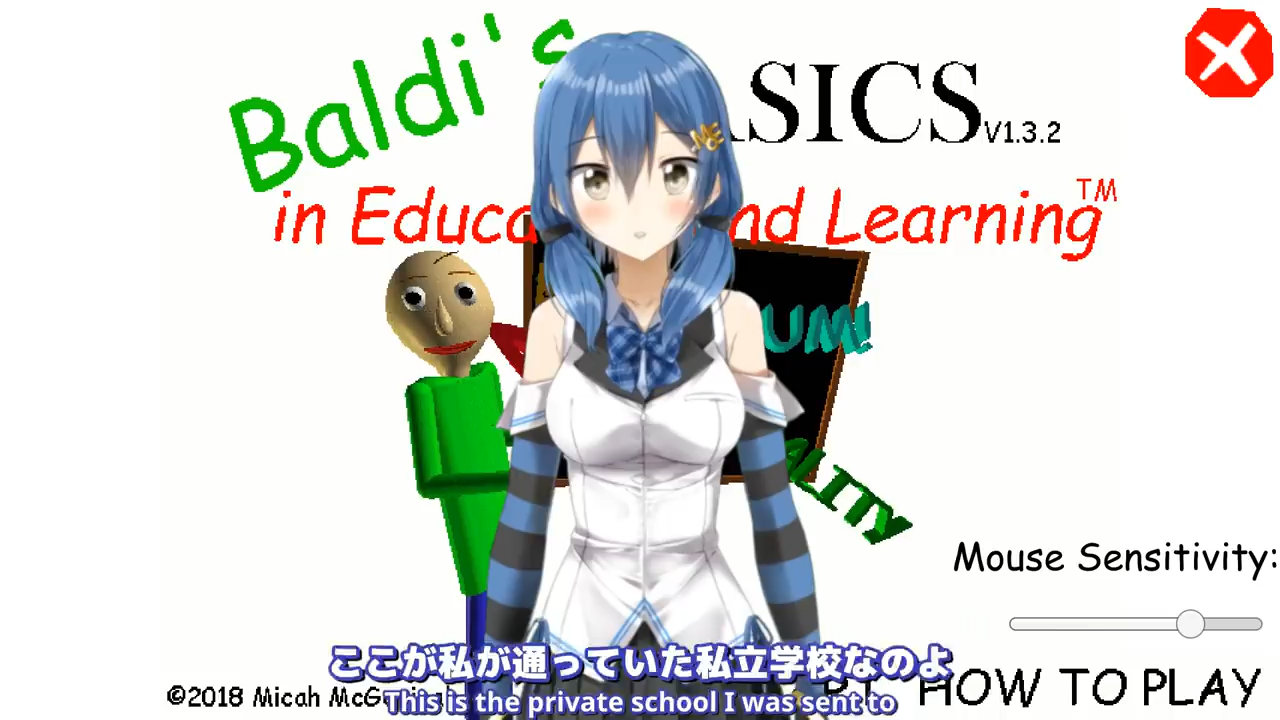 Baldi's ASICS V1.3.2
in Educa nd Learning TM
UM!
ALITY
Mouse Sensitivity:
ここが私が通っていた私立学校なのよ
HOW TO PLAY
©2018 Micah McG
This is the private school I was sent to